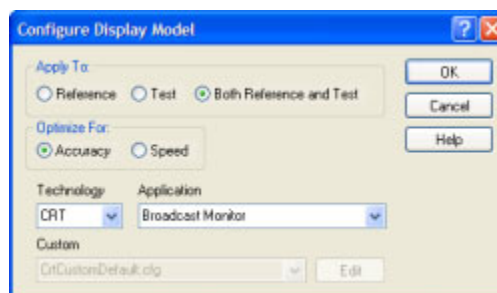 Configure Display Model
Apply To:
Reference Test Both Reference and Test
OK
Cancel
Optimize For:
Accuracy Speed
Help
Technology Application
CRT Broadcast Monitor
Custom
CrtCustomDefault.cfg Edit